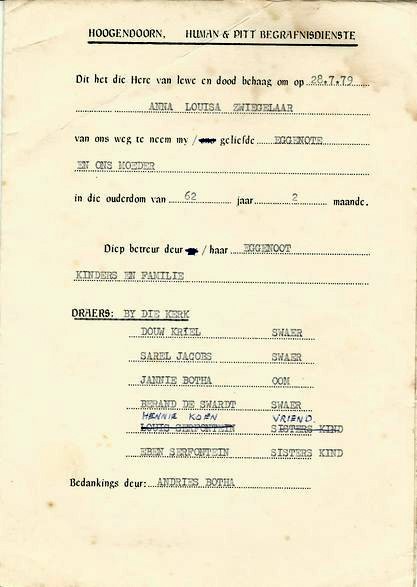 HOOGENDOORN, HUMAN & PITT BEGRAFNISDIENSTE
Dit het die Here van lewe en dood behaag om op 28.7.79
ANNA LOUISA ZWIEGELAAR
van ons weg te neem my / ons geliefde EGGENOTE
EN ONS MOEDER
in die ouderdom van 62 jaar 2 maande.
Diep betreur deur / haar EGGENOOT
KINDERS EN FAMILIE
DRAERS: BY DIE KERK
DOUW KRIEL SWAER
SAREL JACOBS SWAER
JANNIE BOTHA OOM
BERAND DE SWARDT SWAER
HENNIE KOEN VRIEND.
LOUIS SERFONTEIN SISTERS KIND
EBEN SERFONTEIN SISTERS KIND
Bedankings deur: ANDRIES BOTHA